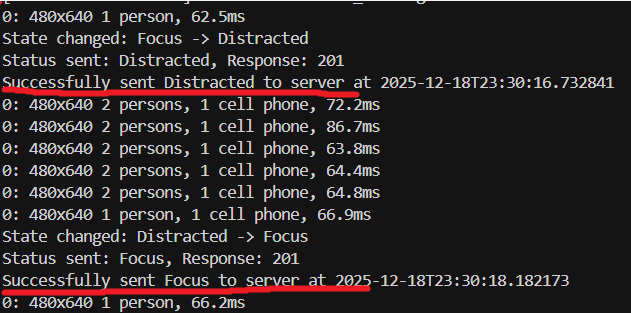 0: 480x640 1 person, 62.5ms
State changed: Focus -> Distracted
Status sent: Distracted, Response: 201
Successfully sent Distracted to server at 2025-12-18T23:30:16.732841
0: 480x640 2 persons, 1 cell phone, 72.2ms
0: 480x640 2 persons, 1 cell phone, 86.7ms
0: 480x640 2 persons, 1 cell phone, 63.8ms
0: 480x640 2 persons, 1 cell phone, 64.4ms
0: 480x640 2 persons, 1 cell phone, 64.8ms
0: 480x640 1 person, 1 cell phone, 66.9ms
State changed: Distracted -> Focus
Status sent: Focus, Response: 201
Successfully sent Focus to server at 2025-12-18T23:30:18.182173
0: 480x640 1 person, 66.2ms